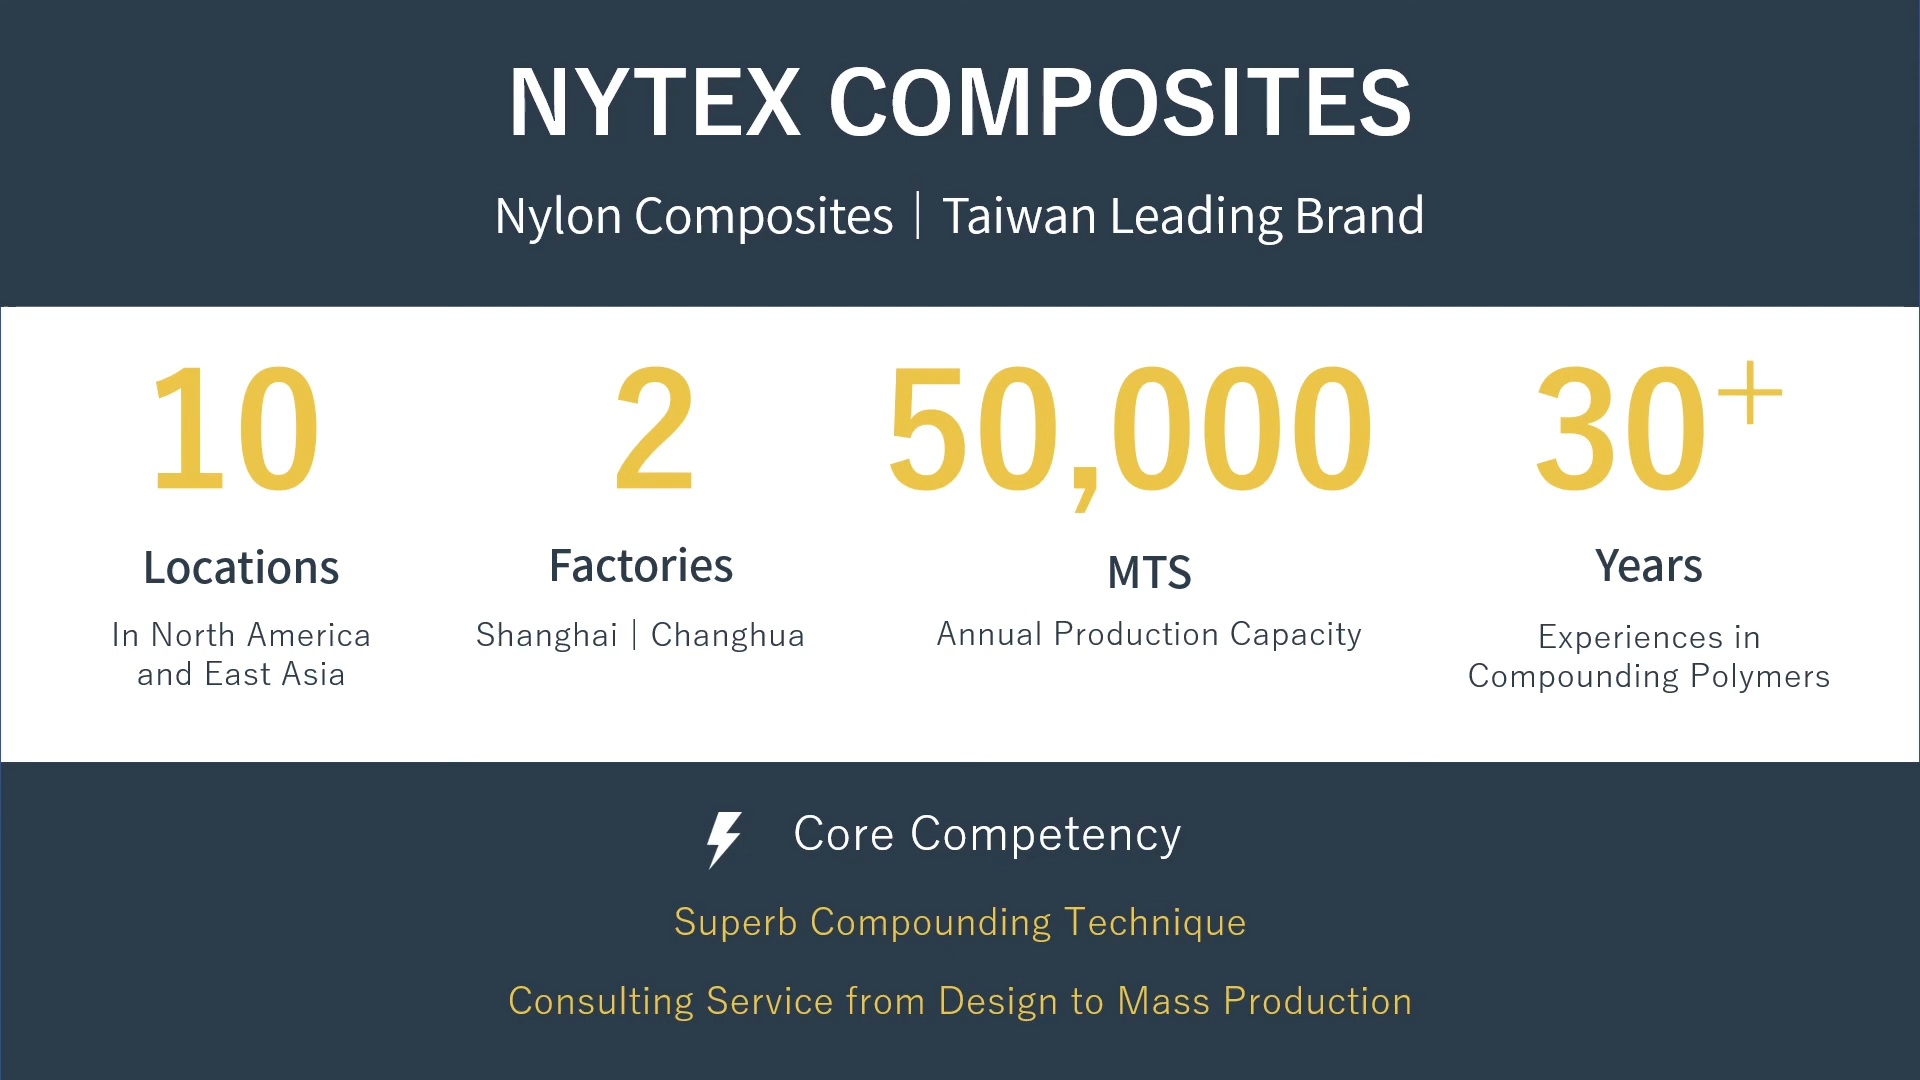 NYTEX COMPOSITES
Nylon Composites｜Taiwan Leading Brand
10
Locations
In North America
and East Asia
2
Factories
Shanghai｜Changhua
50,000
MTS
Annual Production Capacity
30+
Years
Experiences in
Compounding Polymers
Core Competency
Superb Compounding Technique
Consulting Service from Design to Mass Production